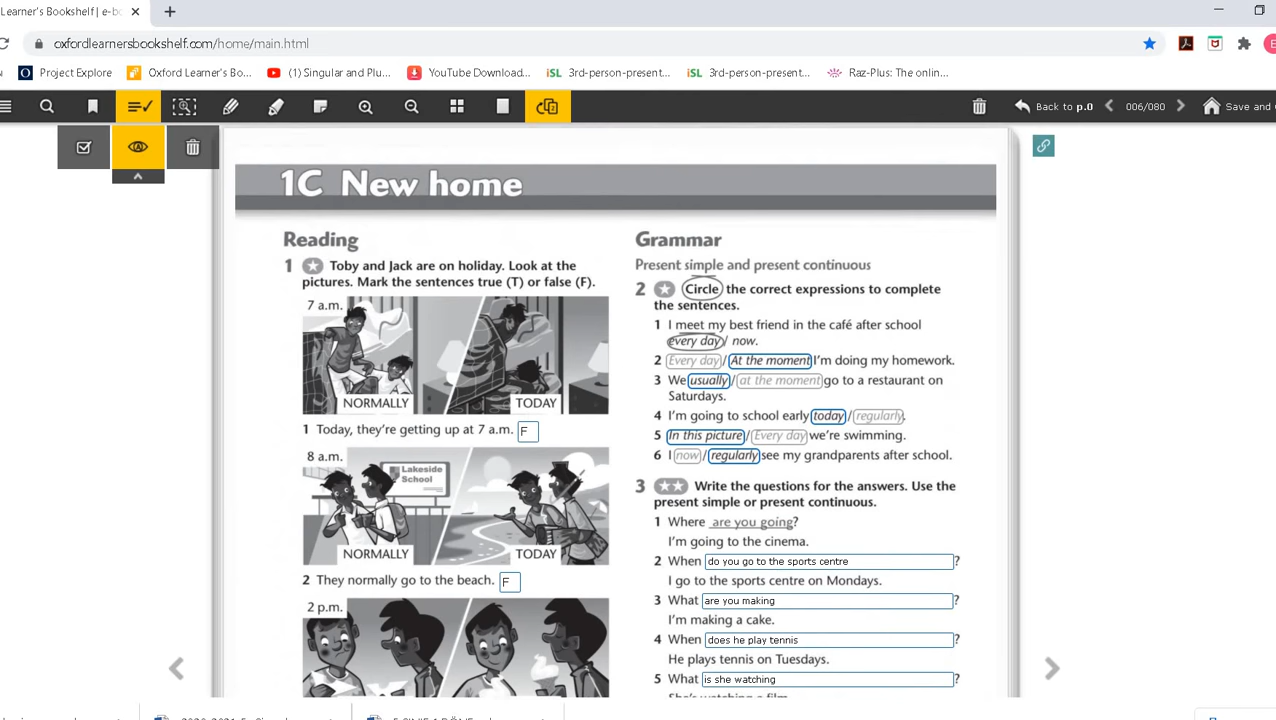 Learner's Bookshelf | e-bo
oxfordlearnersbookshelf.com/home/main.html
Project Explore
Oxford Learner's Bo...
(1) Singular and Plu...
YouTube Download...
iSL 3rd-person-present...
iSL 3rd-person-present...
Raz-Plus: The onlin...
Back to p.0
006/080
Save and
1C New home
Reading
1 Toby and Jack are on holiday. Look at the
pictures. Mark the sentences true (T) or false (F).
7 a.m.
NORMALLY
TODAY
1 Today, they're getting up at 7 a.m. F
8 a.m.
Lakeside
School
NORMALLY
TODAY
2 They normally go to the beach. F
2 p.m.
Grammar
Present simple and present continuous
2 Circle the correct expressions to complete
the sentences.
1 I meet my best friend in the café after school
every day / now.
2 Every day / At the moment I'm doing my homework.
3 We usually / at the moment go to a restaurant on
Saturdays.
4 I'm going to school early today / regularly.
5 In this picture / Every day we're swimming.
6 I now / regularly see my grandparents after school.
3 Write the questions for the answers. Use the
present simple or present continuous.
1 Where are you going?
I'm going to the cinema.
2 When do you go to the sports centre ?
I go to the sports centre on Mondays.
3 What are you making ?
I'm making a cake.
4 When does he play tennis ?
He plays tennis on Tuesdays.
5 What is she watching ?
She's watching a film.